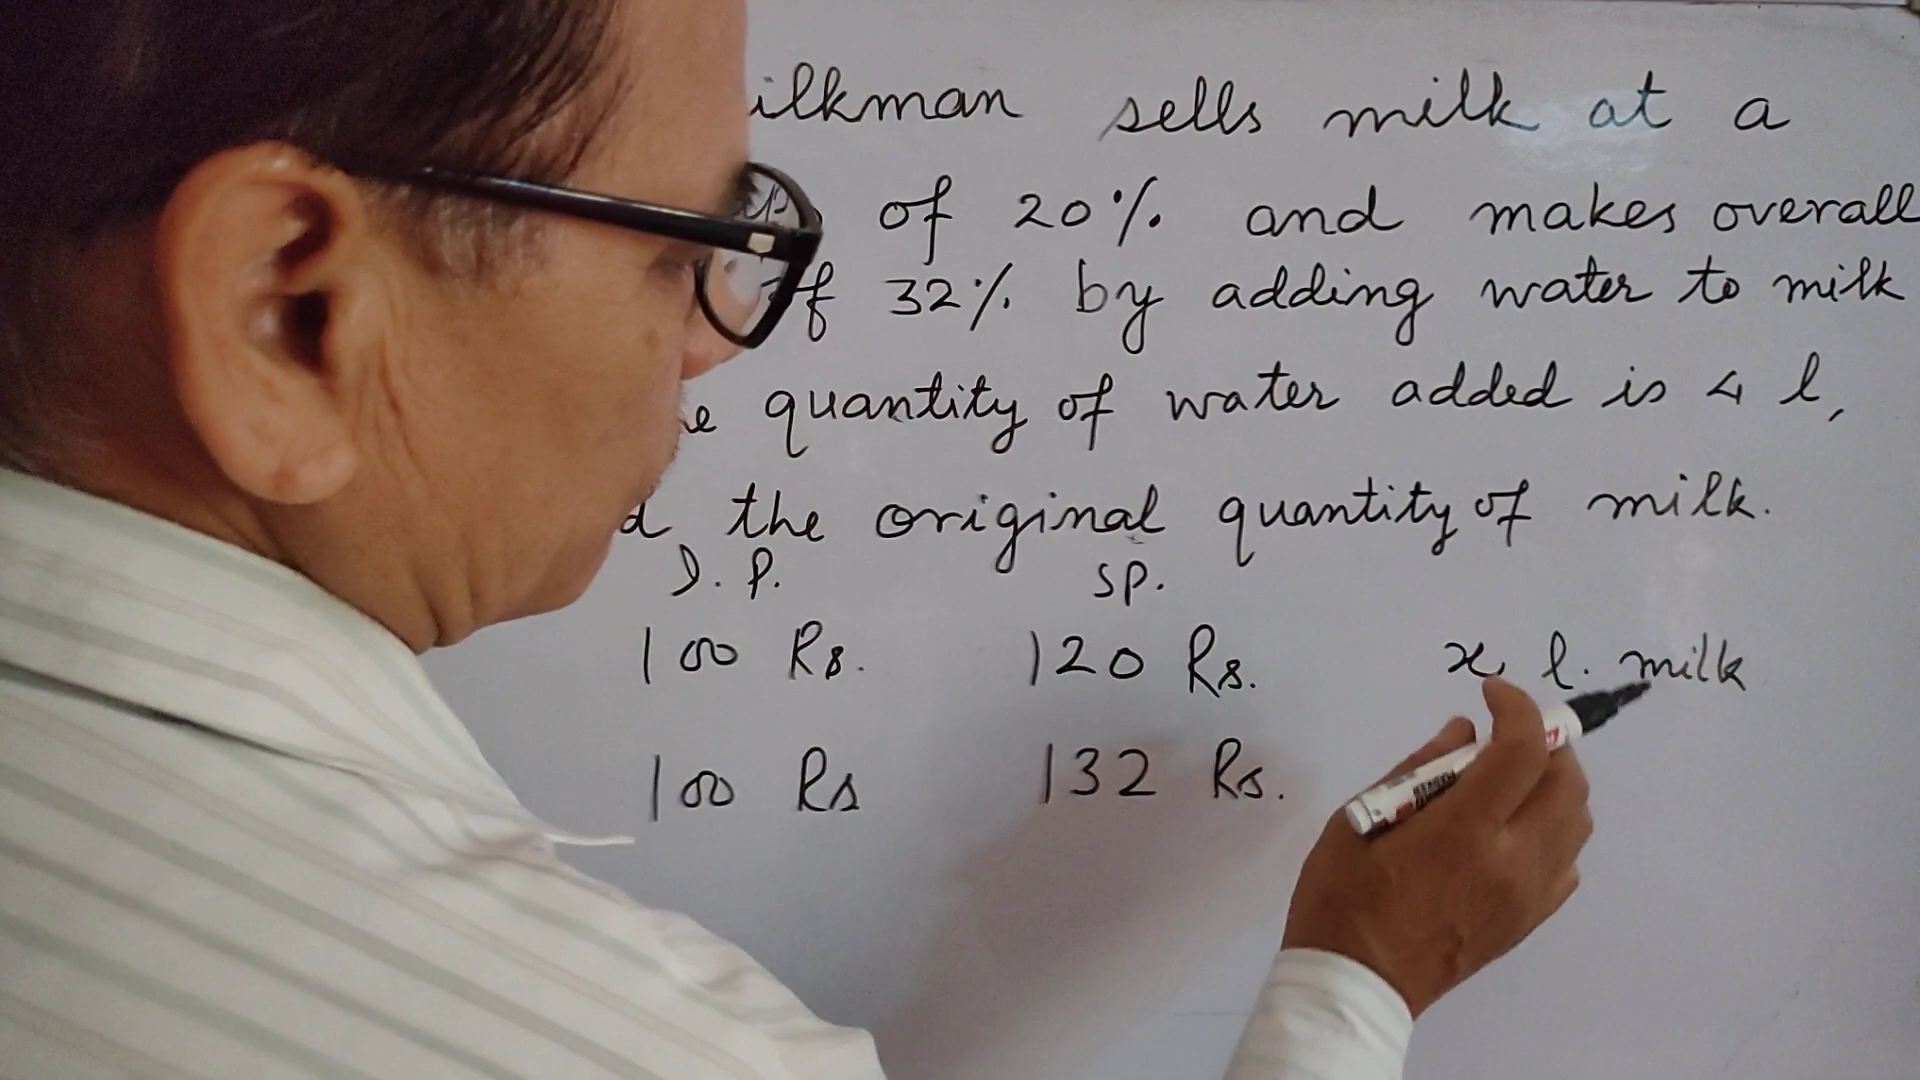 ilkman sells milk at a
of 20% and makes overall
of 32% by adding water to milk
e quantity of water added is 4 l,
d the original quantity of milk.
I. P. SP.
100 Rs. 120 Rs. x l. milk
100 Rs 132 Rs.